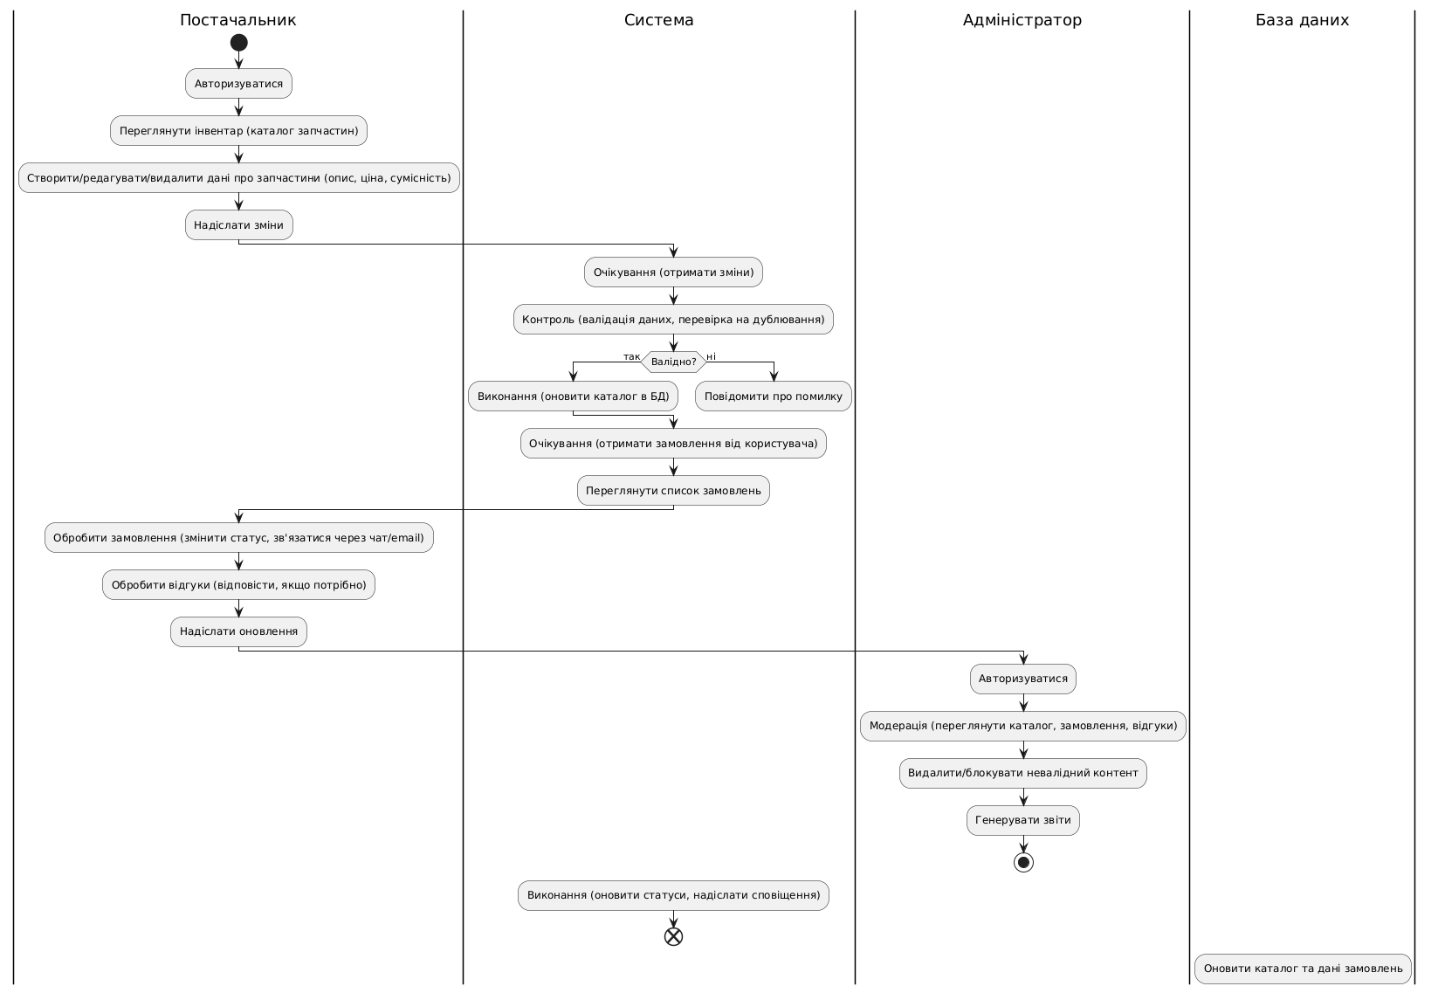 Постачальник
Система
Адміністратор
База даних
Авторизуватися
Переглянути інвентар (каталог запчастин)
Створити/редагувати/видалити дані про запчастини (опис, ціна, сумісність)
Надіслати зміни
Очікування (отримати зміни)
Контроль (валідація даних, перевірка на дублювання)
так
Валідно?
ні
Виконання (оновити каталог в БД)
Повідомити про помилку
Очікування (отримати замовлення від користувача)
Переглянути список замовлень
Обробити замовлення (змінити статус, зв'язатися через чат/email)
Обробити відгуки (відповісти, якщо потрібно)
Надіслати оновлення
Авторизуватися
Модерація (переглянути каталог, замовлення, відгуки)
Видалити/блокувати невалідний контент
Генерувати звіти
Виконання (оновити статуси, надіслати сповіщення)
Оновити каталог та дані замовлень